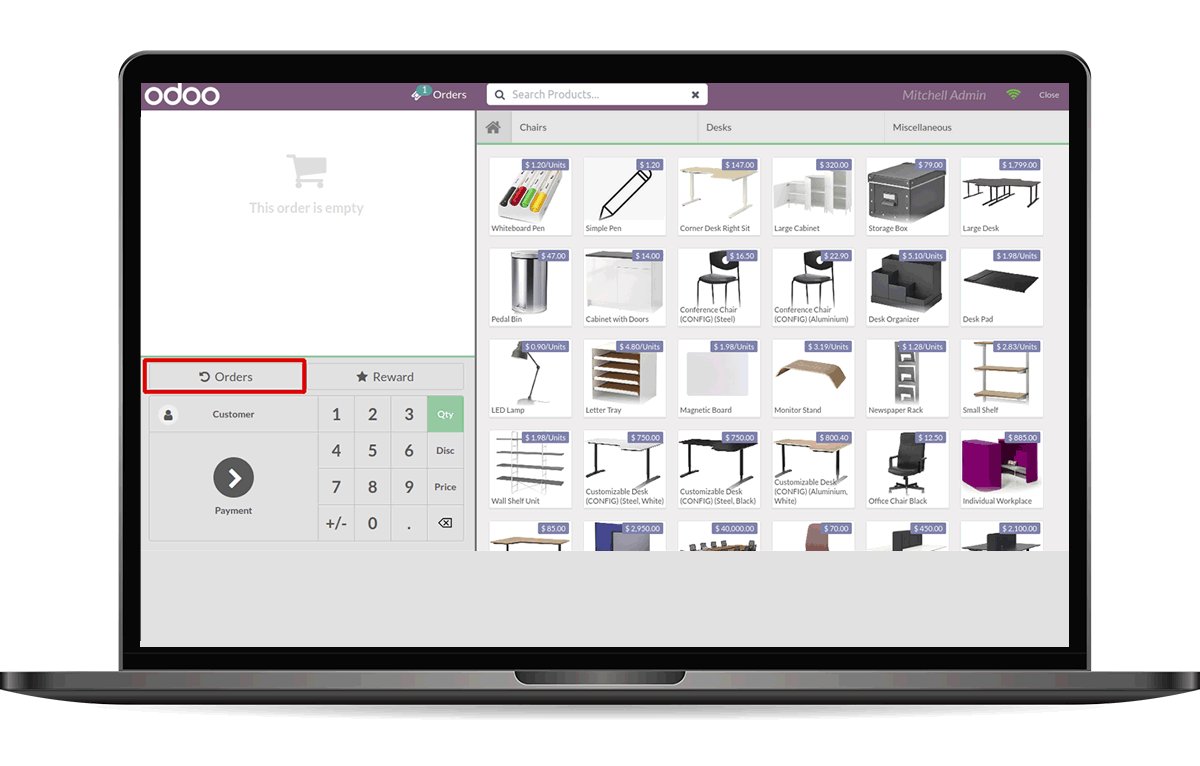 odoo
1 Orders
Search Products...
Mitchell Admin
Close
This order is empty
Chairs
Desks
Miscellaneous
$ 1.20/Units
Whiteboard Pen
$ 1.20
Simple Pen
$ 147.00
Corner Desk Right Sit
$ 320.00
Large Cabinet
$ 79.00
Storage Box
$ 1,799.00
Large Desk
$ 47.00
Pedal Bin
$ 14.00
Cabinet with Doors
$ 16.50
Conference Chair
(CONFIG) (Steel)
$ 22.90
Conference Chair
(CONFIG) (Aluminium)
$ 5.10/Units
Desk Organizer
$ 1.98/Units
Desk Pad
$ 0.90/Units
LED Lamp
$ 4.80/Units
Letter Tray
$ 1.98/Units
Magnetic Board
$ 3.19/Units
Monitor Stand
$ 1.28/Units
Newspaper Rack
$ 2.83/Units
Small Shelf
$ 1.98/Units
Wall Shelf Unit
$ 750.00
Customizable Desk
(CONFIG) (Steel, White)
$ 750.00
Customizable Desk
(CONFIG) (Steel, Black)
$ 800.40
Customizable Desk
(CONFIG) (Aluminium,
White)
$ 12.50
Office Chair Black
$ 885.00
Individual Workplace
$ 85.00
$ 2,950.00
$ 40,000.00
$ 70.00
$ 450.00
$ 2,100.00
Orders
Reward
Customer
Payment
1 2 3 Qty
4 5 6 Disc
7 8 9 Price
+/- 0 .